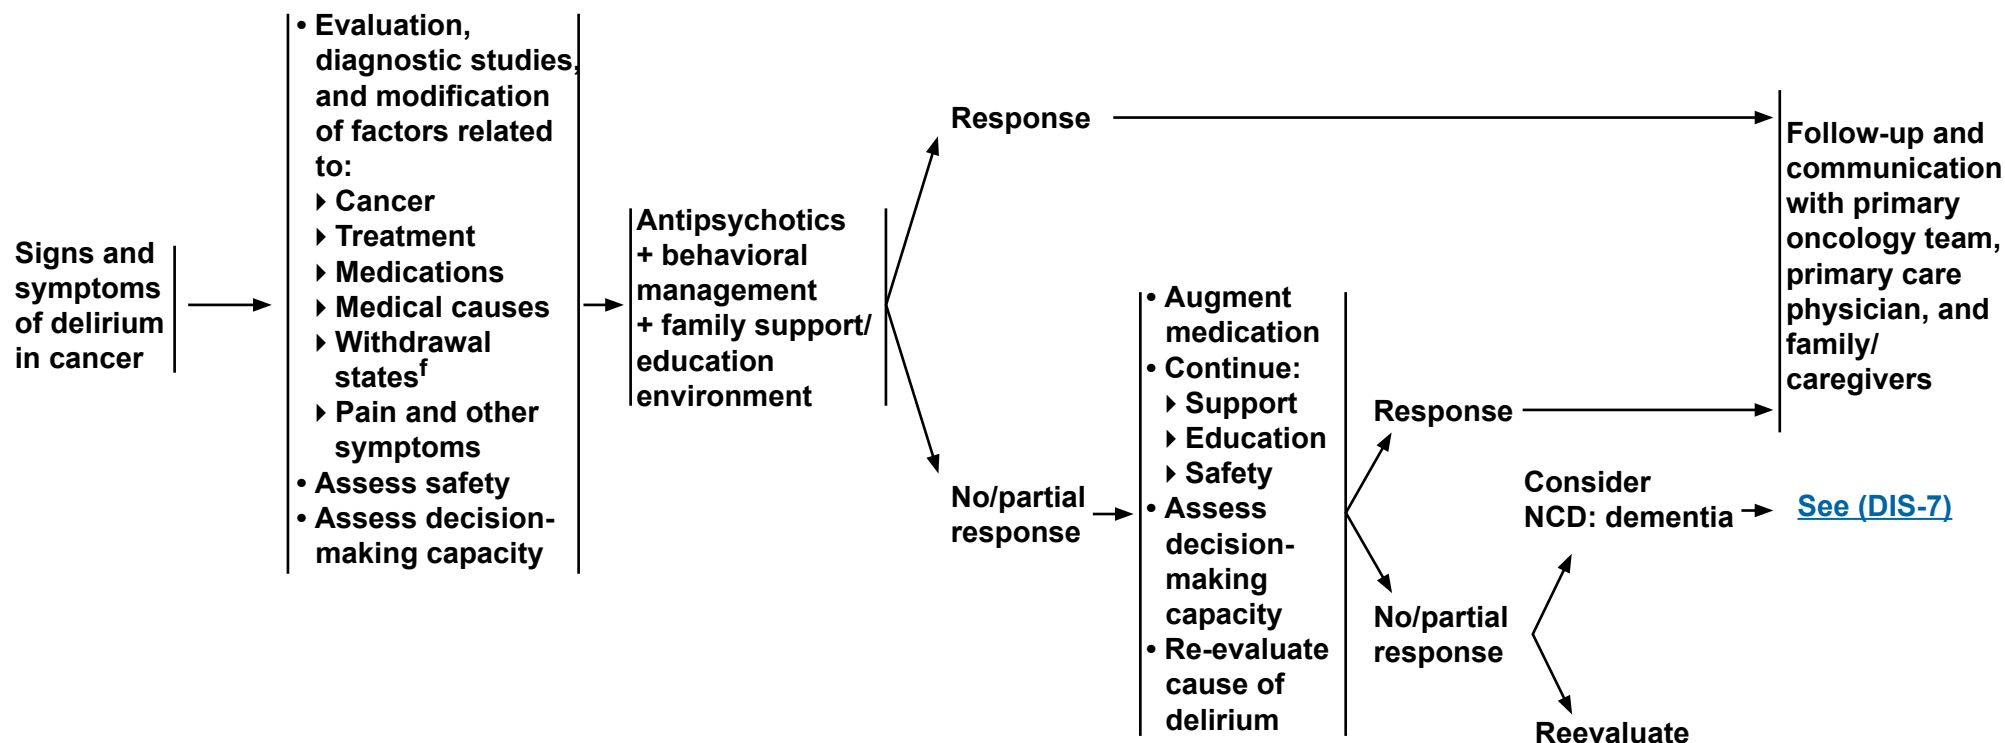 Signs and
symptoms
of delirium
in cancer
• Evaluation,
diagnostic studies,
and modification
of factors related
to:
▸ Cancer
▸ Treatment
▸ Medications
▸ Medical causes
▸ Withdrawal
statesᶠ
▸ Pain and other
symptoms
• Assess safety
• Assess decision-
making capacity
Antipsychotics
+ behavioral
management
+ family support/
education
environment
Response
No/partial
response
• Augment
medication
• Continue:
▸ Support
▸ Education
▸ Safety
• Assess
decision-
making
capacity
• Re-evaluate
cause of
delirium
Response
No/partial
response
Consider
NCD: dementia
See (DIS-7)
Reevaluate
Follow-up and
communication
with primary
oncology team,
primary care
physician, and
family/
caregivers